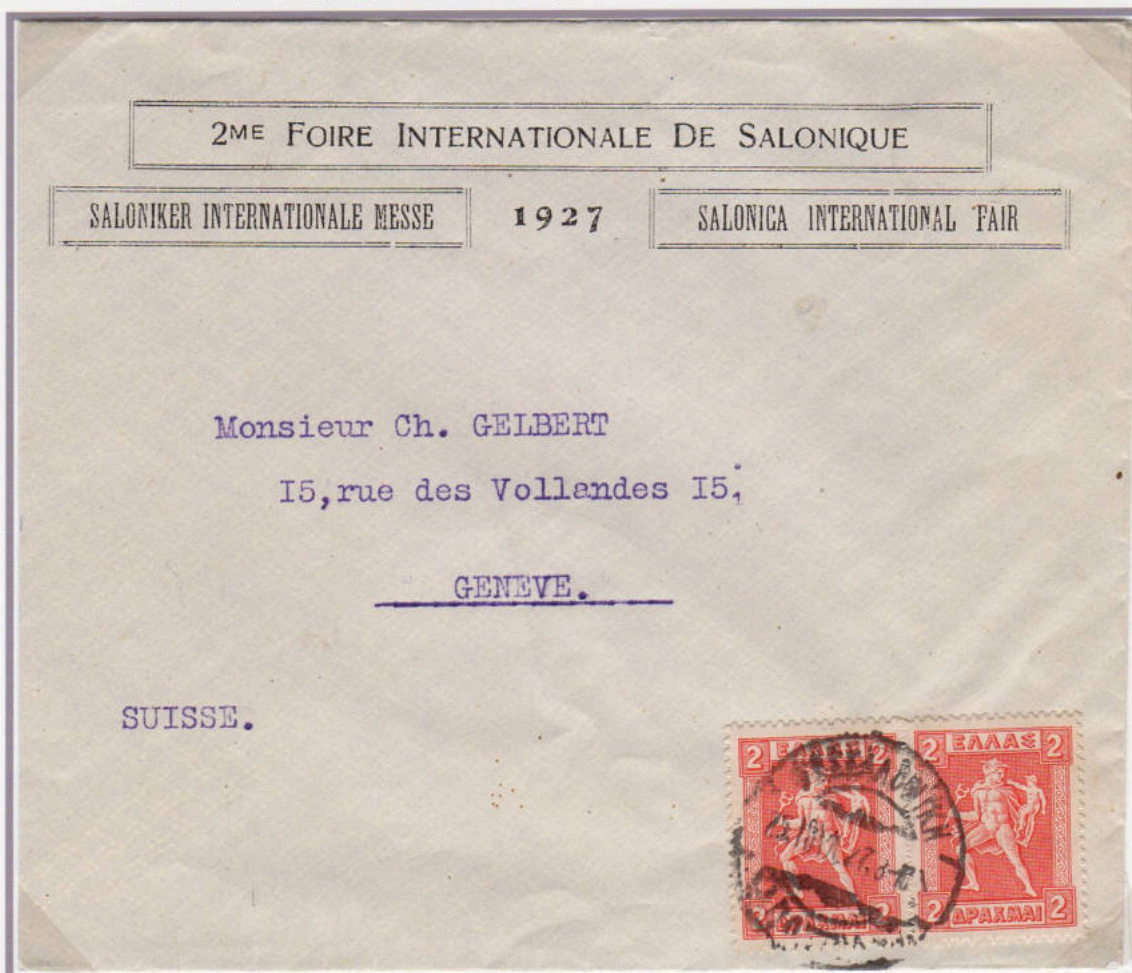 2ME FOIRE INTERNATIONALE DE SALONIQUE
SALONIKER INTERNATIONALE MESSE 1927 SALONICA INTERNATIONAL FAIR
Monsieur Ch. GELBERT
I5,rue des Vollandes I5,
GENEVE.
SUISSE.
2 ΕΛΛΑΣ 2
2 ΕΛΛΑΣ 2
2 ΔΡΑΧΜΑΙ 2
2 ΔΡΑΧΜΑΙ 2
ΘΕΣΣΑΛΟΝΙΚΗ